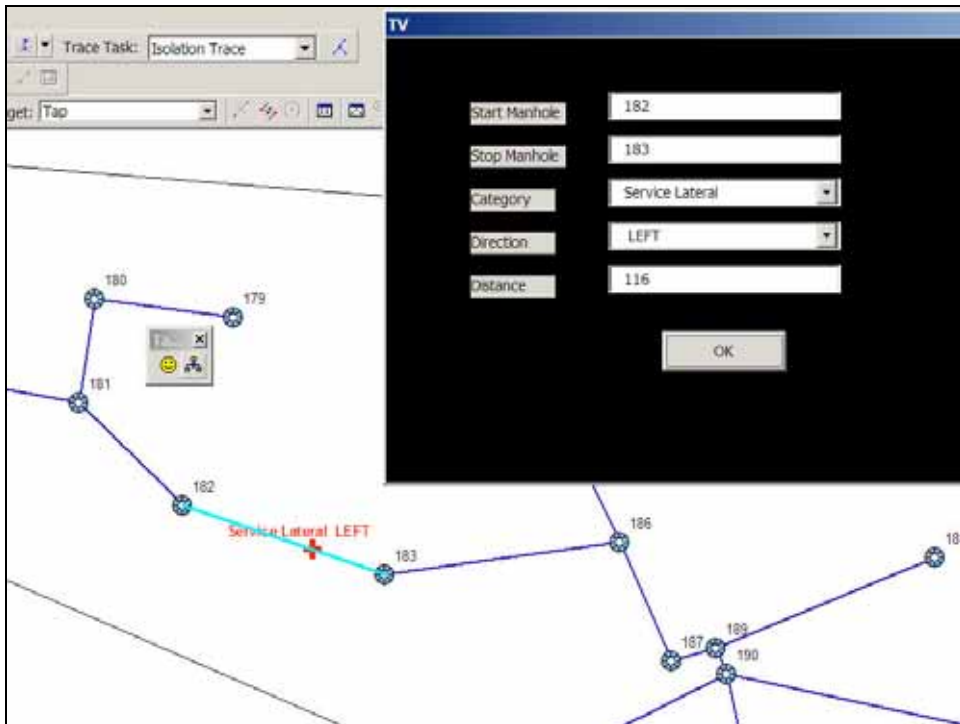 TV
Trace Task: Isolation Trace
get: Tap
Start Manhole 182
Stop Manhole 183
Category Service Lateral
Direction LEFT
Distance 116
OK
180
179
181
182
Service Lateral LEFT
183
186
18
187
189
190